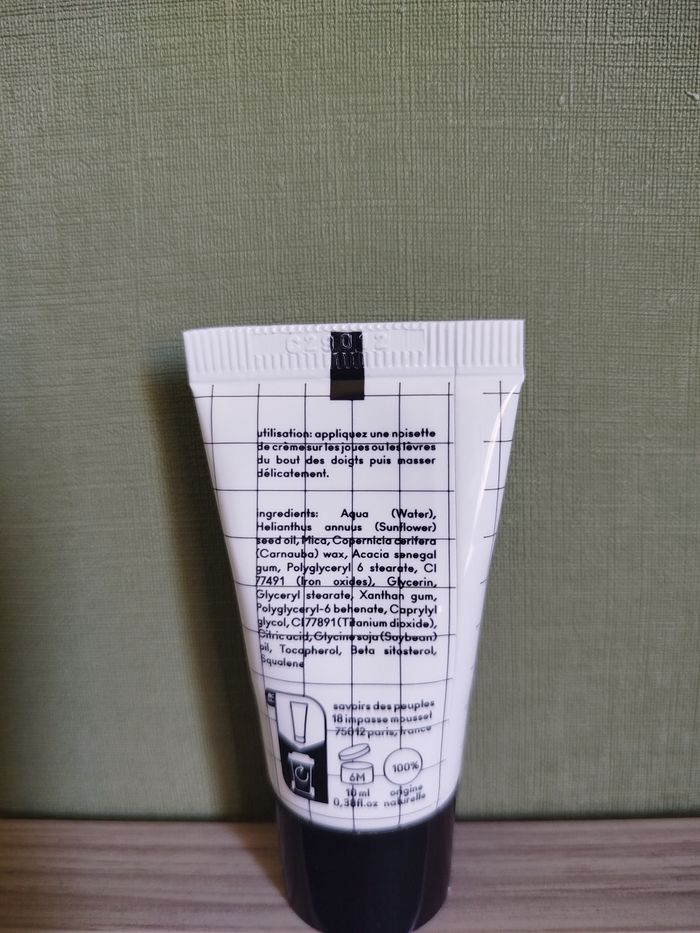 C29012
utilisation: appliquez une noisette
de crème sur les joues ou les lèvres
du bout des doigts puis masser
délicatement.
ingredients: Aqua (Water),
Helianthus annuus (Sunflower)
seed oil, Mica, Copernicia cerifera
(Carnauba) wax, Acacia senegal
gum, Polyglyceryl 6 stearate, CI
77491 (Iron oxides), Glycerin,
Glyceryl stearate, Xanthan gum,
Polyglyceryl-6 behenate, Caprylyl
glycol, CI77891 (Titanium dioxide),
Citric acid, Glycine soja (Soybean)
oil, Tocopherol, Beta sitosterol,
Squalene
savoirs des peuples
18 impasse mousset
75012 paris, france
6M
100%
10 ml
0,38fl.oz
origine
naturelle